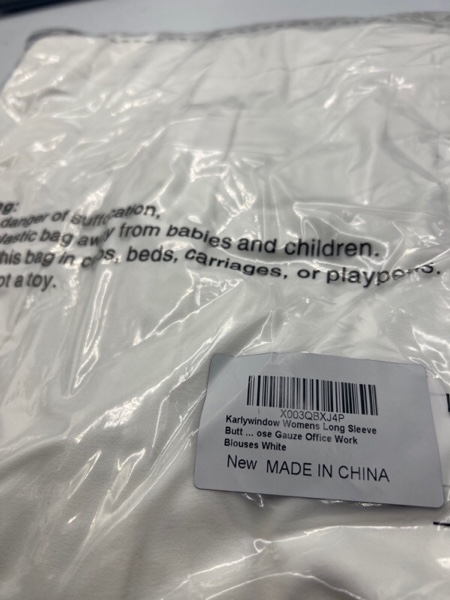 danger of suffocation,
plastic bag away from babies and children.
this bag in cribs, beds, carriages, or playpens.
not a toy.
X003QBXJ4P
Karlywindow Womens Long Sleeve
Butt ... ose Gauze Office Work
Blouses White
New MADE IN CHINA